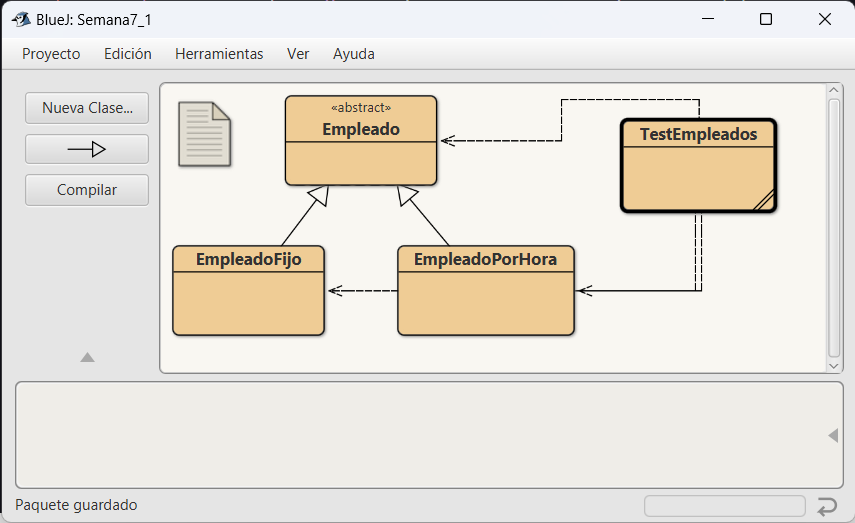 BlueJ: Semana7_1
Proyecto Edición Herramientas Ver Ayuda
Nueva Clase...
Compilar
«abstract»
Empleado
TestEmpleados
EmpleadoFijo
EmpleadoPorHora
Paquete guardado